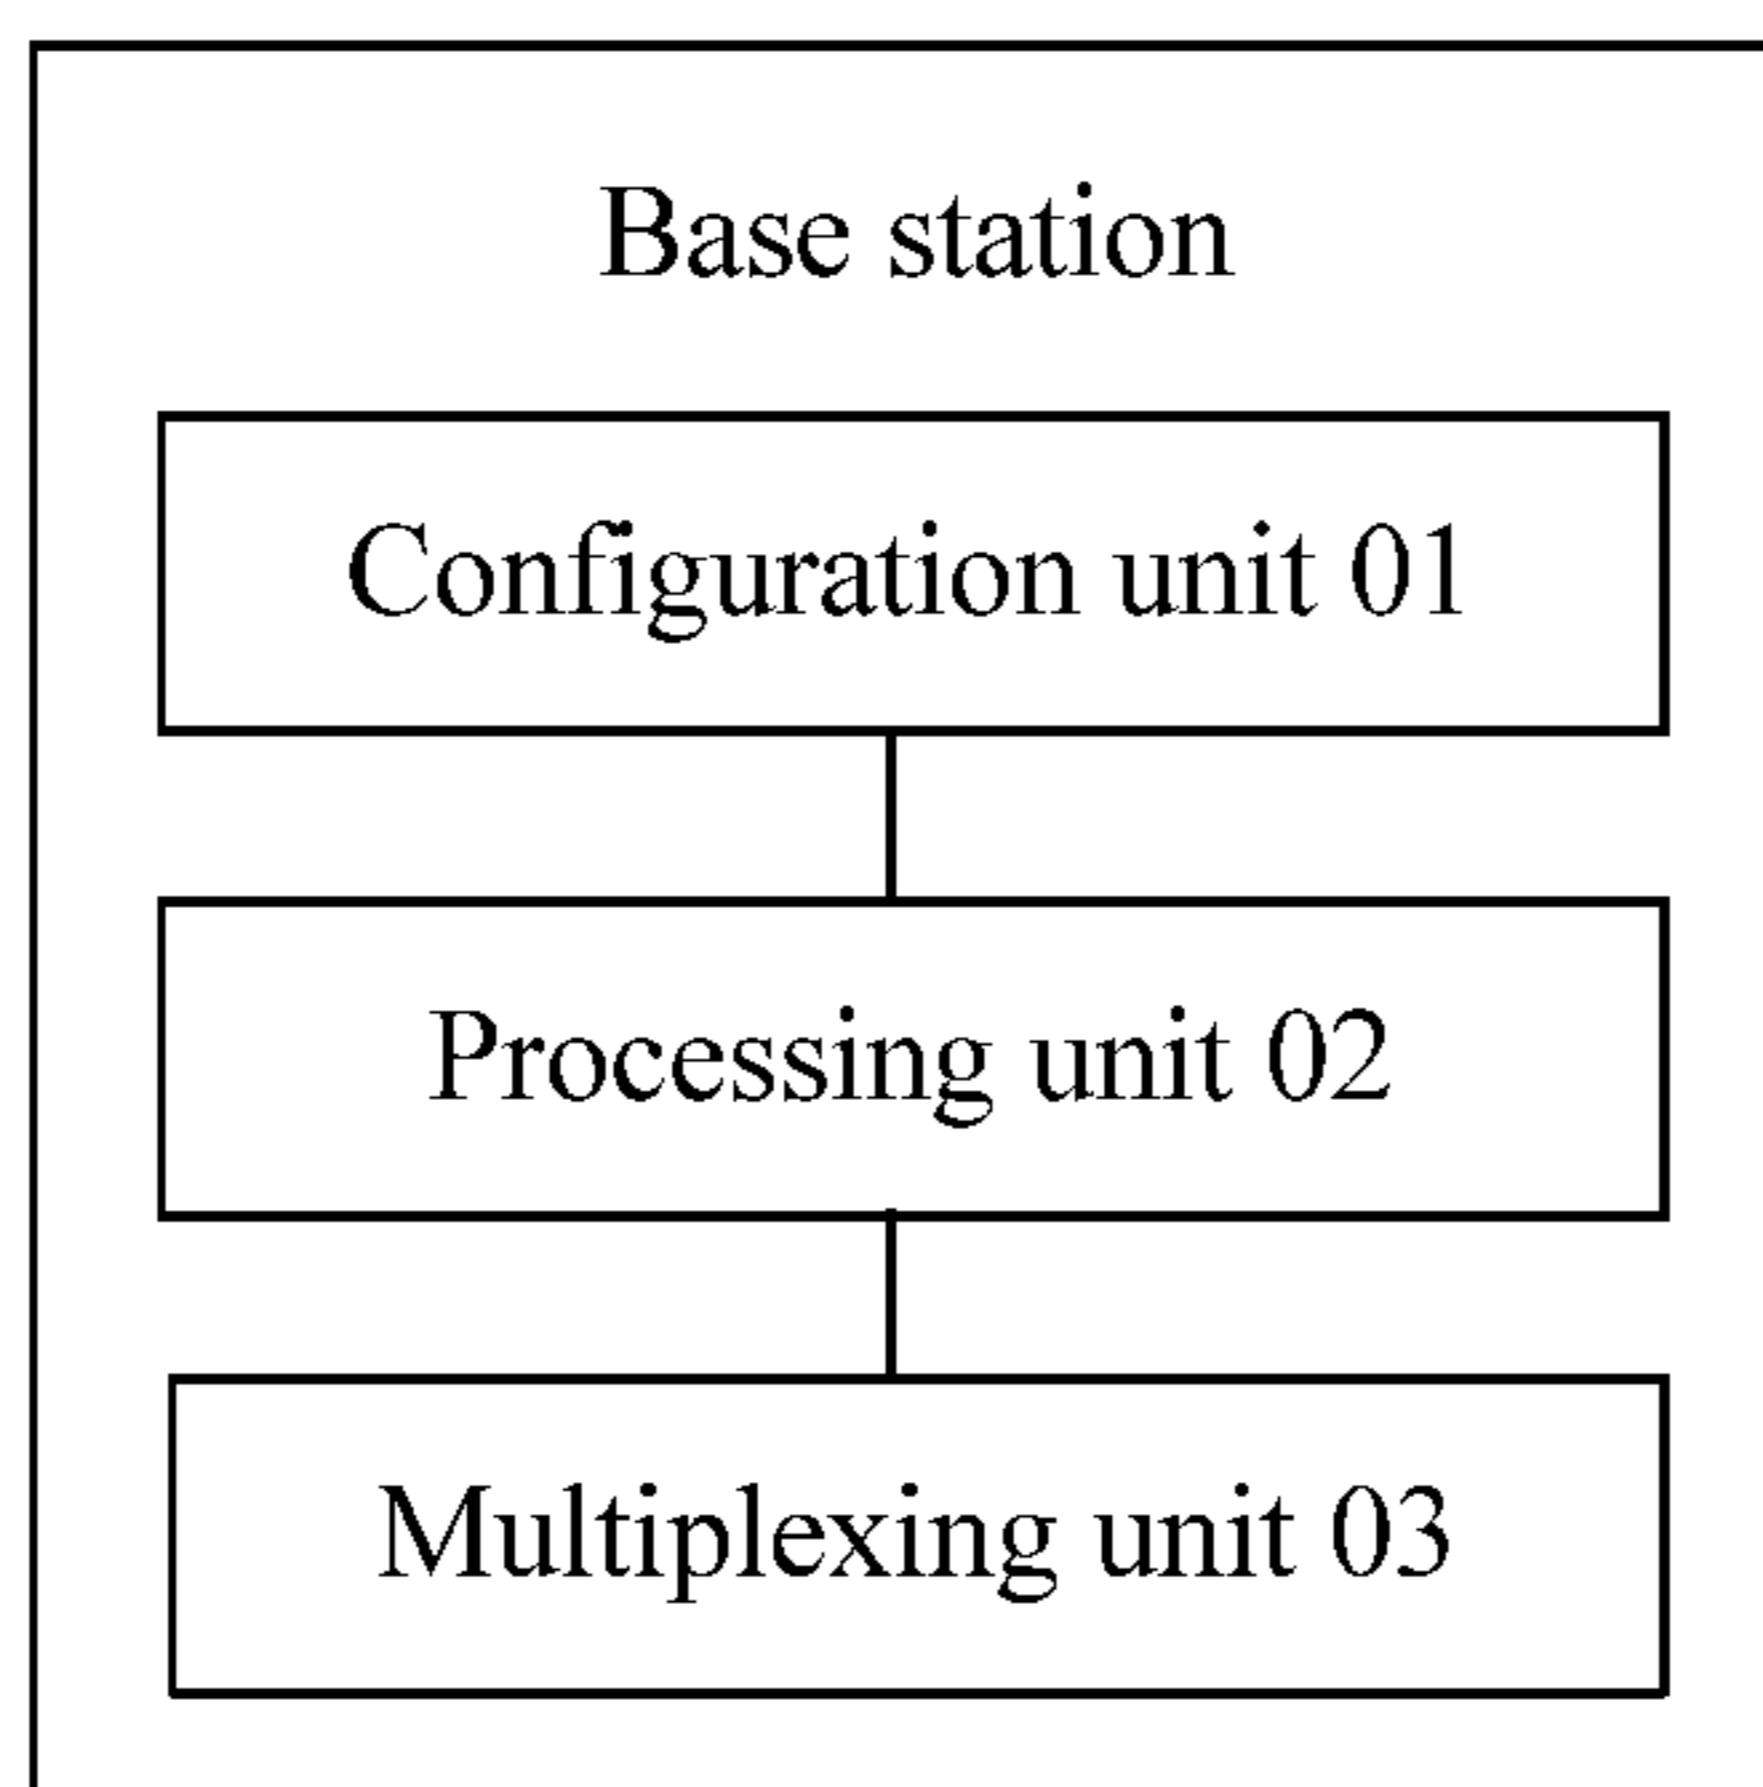 Base station
Configuration unit 01
Processing unit 02
Multiplexing unit 03